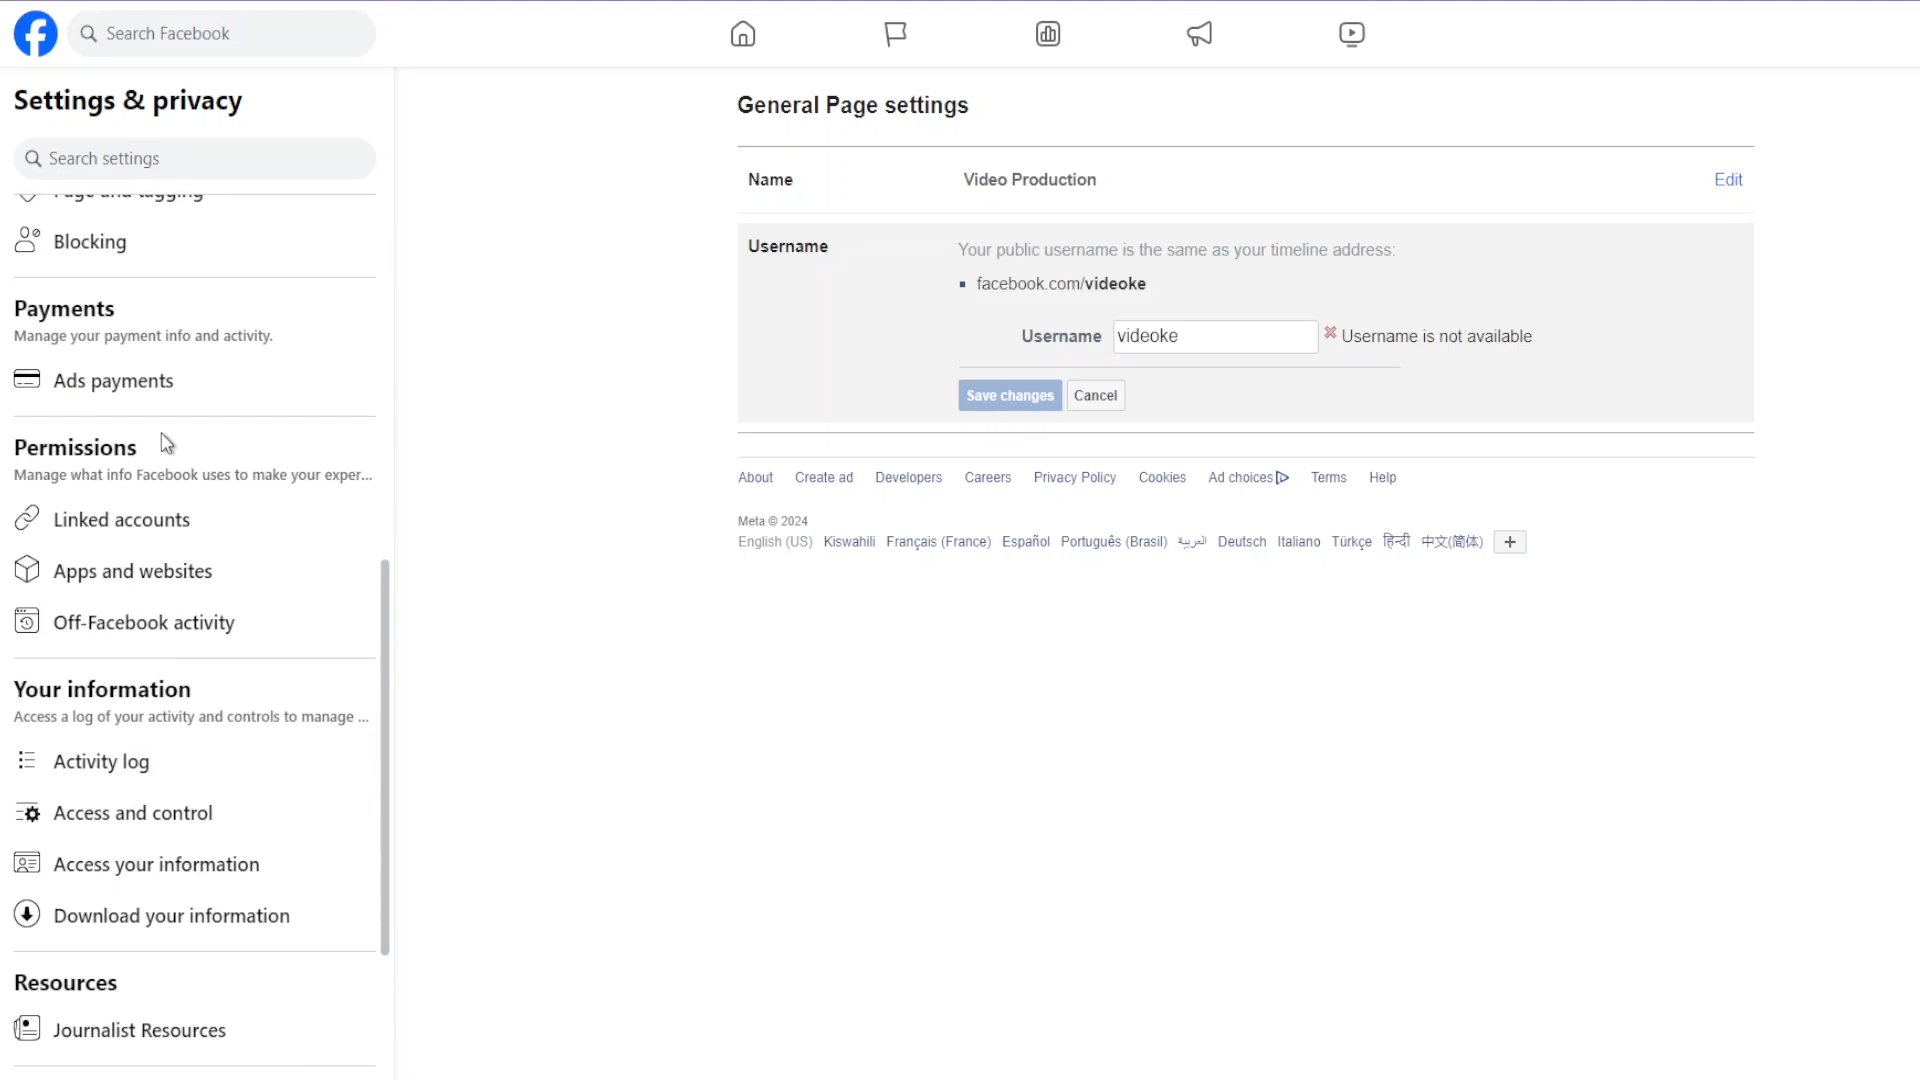 Search Facebook
Settings & privacy
Search settings
Page and tagging
Blocking
Payments
Manage your payment info and activity.
Ads payments
Permissions
Manage what info Facebook uses to make your exper...
Linked accounts
Apps and websites
Off-Facebook activity
Your information
Access a log of your activity and controls to manage ...
Activity log
Access and control
Access your information
Download your information
Resources
Journalist Resources
General Page settings
Name Video Production Edit
Username Your public username is the same as your timeline address:
facebook.com/videoke
Username videoke Username is not available
Save changes Cancel
About Create ad Developers Careers Privacy Policy Cookies Ad choices Terms Help
Meta © 2024
English (US) Kiswahili Français (France) Español Português (Brasil) العربية Deutsch Italiano Türkçe हिन्दी 中文(简体) +